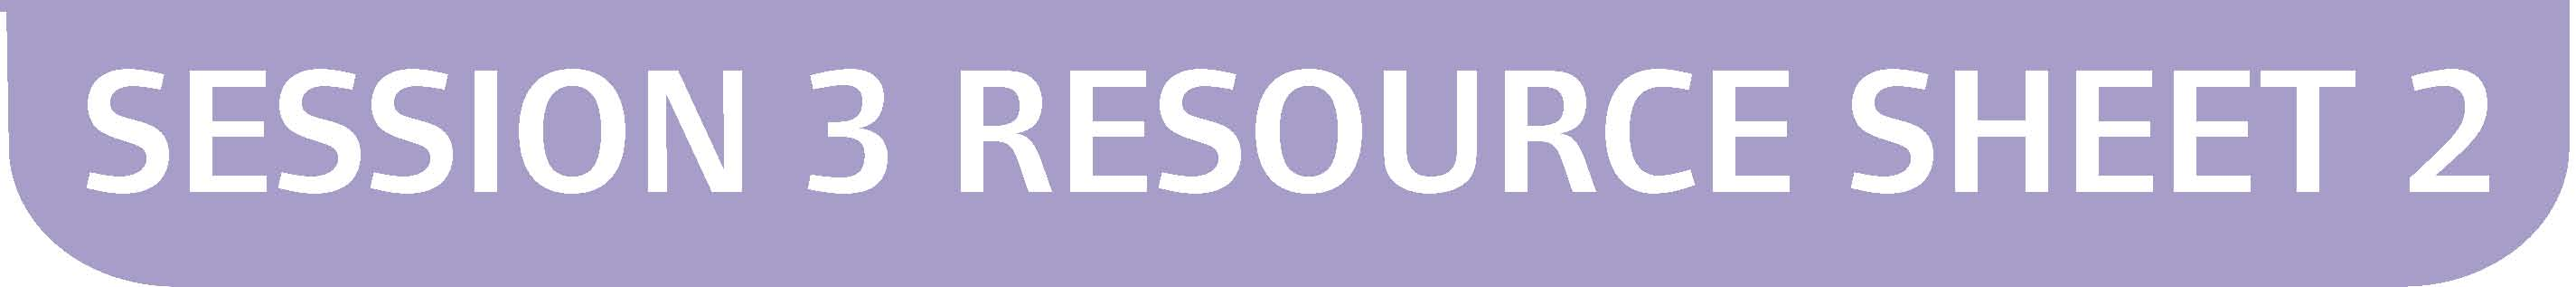 SESSION 3 RESOURCE SHEET 2